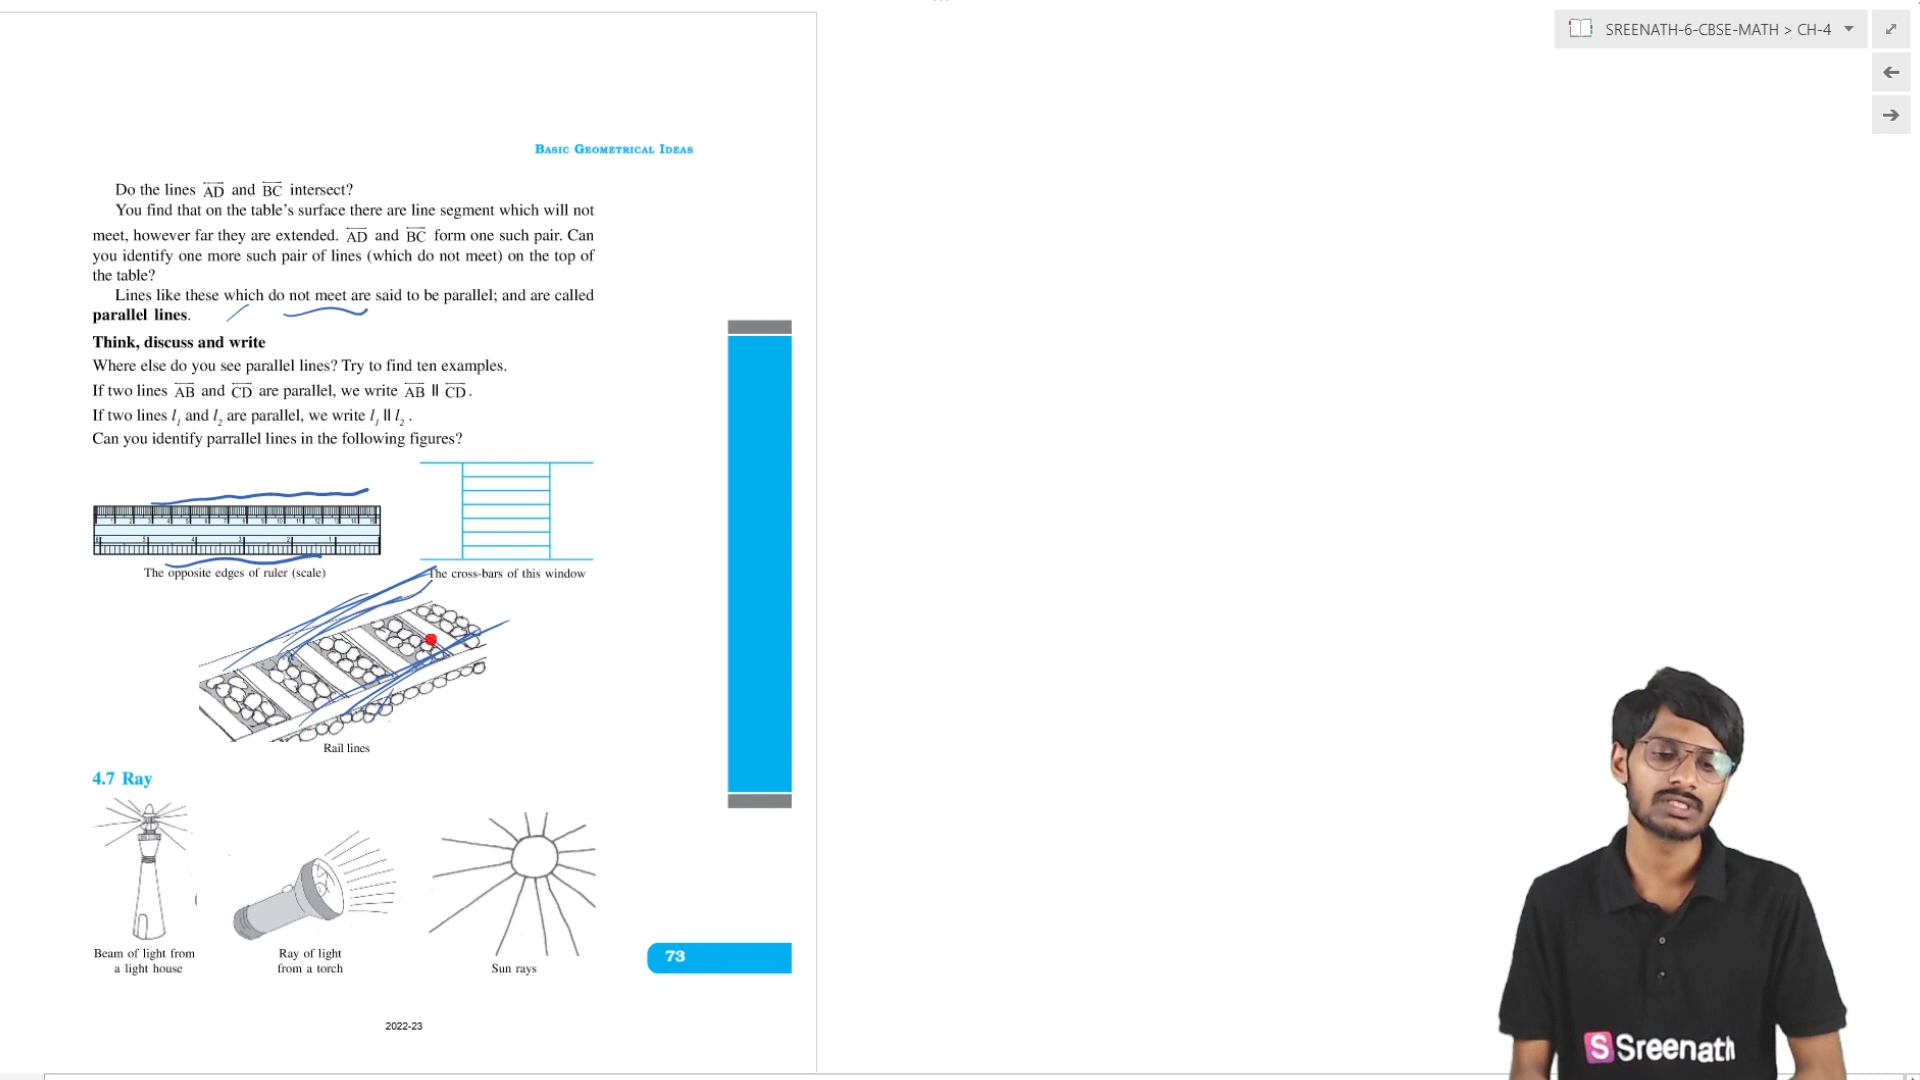 SREENATH-6-CBSE-MATH > CH-4
BASIC GEOMETRICAL IDEAS
Do the lines AD and BC intersect?
You find that on the table's surface there are line segment which will not
meet, however far they are extended. AD and BC form one such pair. Can
you identify one more such pair of lines (which do not meet) on the top of
the table?
Lines like these which do not meet are said to be parallel; and are called
parallel lines.
Think, discuss and write
Where else do you see parallel lines? Try to find ten examples.
If two lines AB and CD are parallel, we write AB || CD.
If two lines l₁ and l₂ are parallel, we write l₁ || l₂.
Can you identify parrallel lines in the following figures?
The opposite edges of ruler (scale)
The cross-bars of this window
Rail lines
4.7 Ray
Beam of light from
a light house
Ray of light
from a torch
Sun rays
73
2022-23
S Sreenath